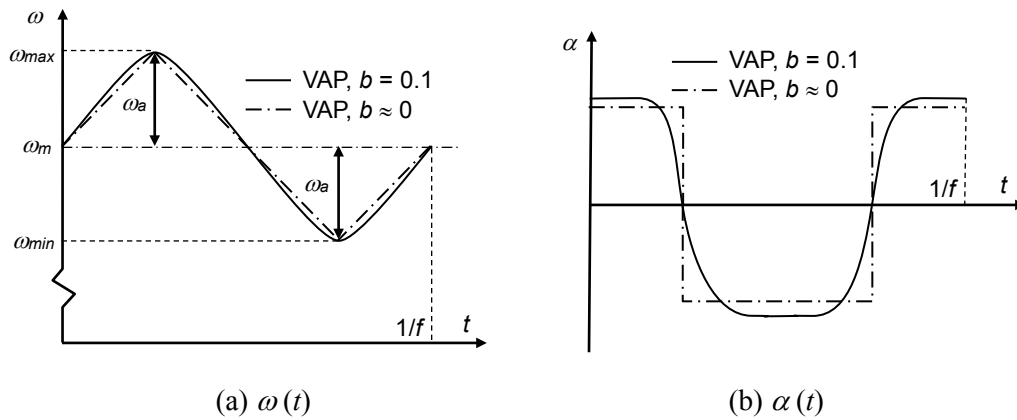 ω
ωmax
ωm
ωmin
VAP, b = 0.1
VAP, b ≈ 0
ωa
ωa
1/f
t
(a) ω (t)
α
VAP, b = 0.1
VAP, b ≈ 0
1/f
t
(b) α (t)